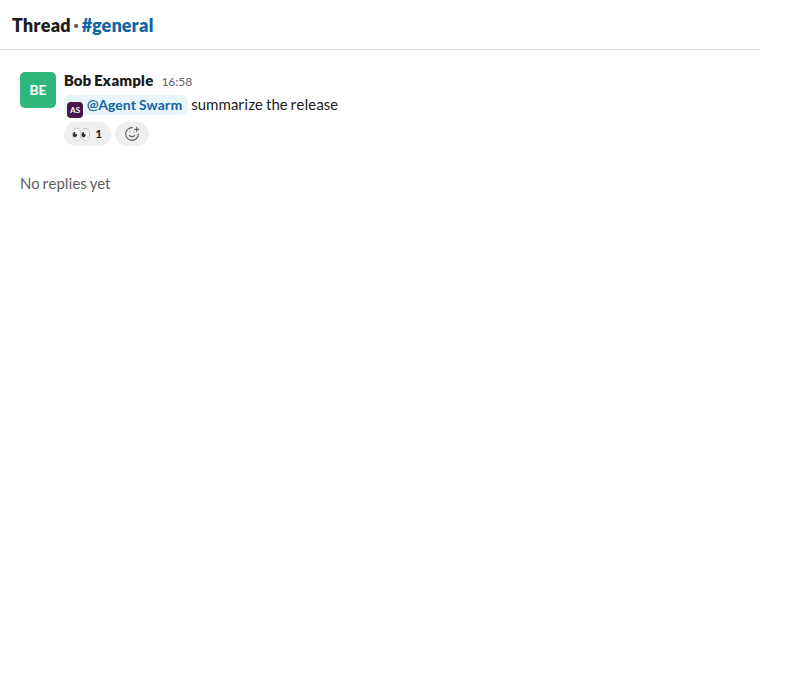 Thread • #general
BE
Bob Example 16:58
AS @Agent Swarm summarize the release
👀 1
No replies yet